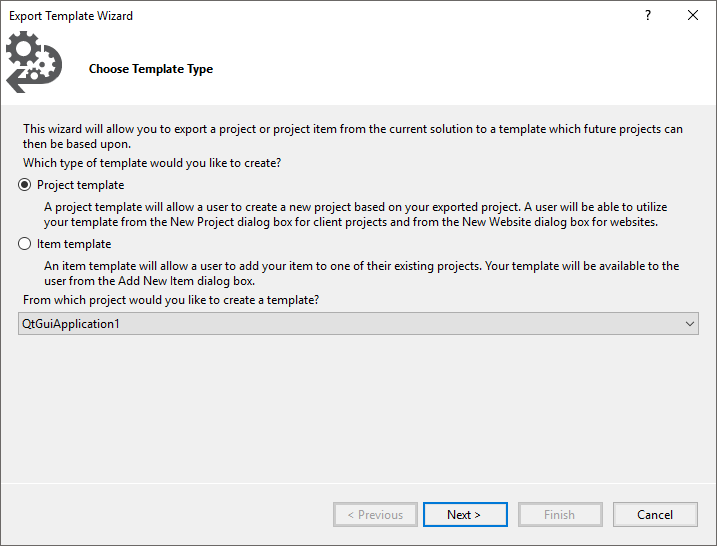 Export Template Wizard
?
Choose Template Type
This wizard will allow you to export a project or project item from the current solution to a template which future projects can
then be based upon.
Which type of template would you like to create?
Project template
A project template will allow a user to create a new project based on your exported project. A user will be able to utilize
your template from the New Project dialog box for client projects and from the New Website dialog box for websites.
Item template
An item template will allow a user to add your item to one of their existing projects. Your template will be available to the
user from the Add New Item dialog box.
From which project would you like to create a template?
QtGuiApplication1
< Previous
Next >
Finish
Cancel